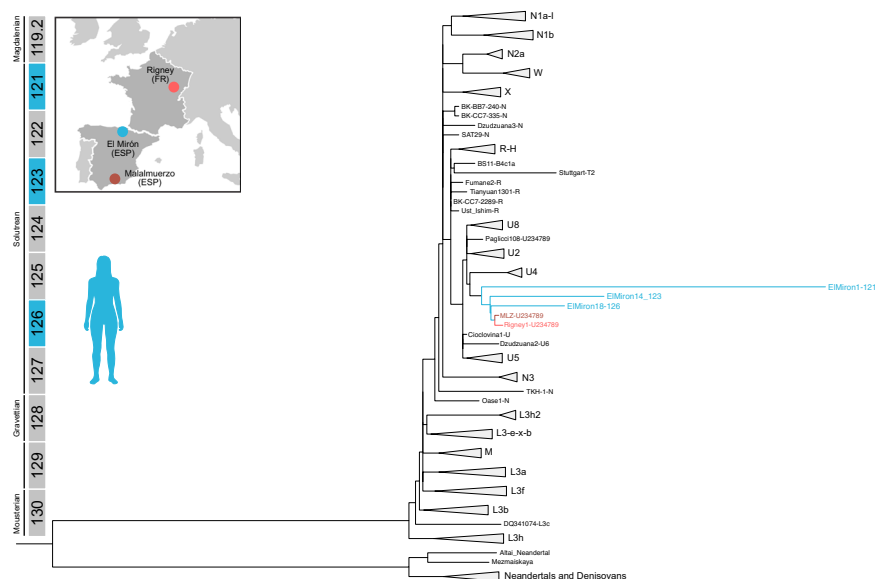 Magdalenian
Solutrean
Gravettian
Mousterian
119.2
121
122
123
124
125
126
127
128
129
130
Rigney
(FR)
El Mirón
(ESP)
Malalmuerzo
(ESP)
N1a-I
N1b
N2a
W
X
BK-BB7-240-N
BK-CC7-335-N
Dzudzuana3-N
SAT29-N
R-H
BS11-B4c1a
Stuttgart-T2
Fumane2-R
Tianyuan1301-R
BK-CC7-2289-R
Ust_Ishim-R
U8
Paglicci108-U234789
U2
U4
ElMiron1-121
ElMiron14_123
ElMiron18-126
MLZ-U234789
Rigney1-U234789
Cioclovina1-U
Dzudzuana2-U6
U5
N3
TKH-1-N
Oase1-N
L3h2
L3-e-x-b
M
L3a
L3f
L3b
DQ341074-L3c
L3h
Altai_Neandertal
Mezmaiskaya
Neandertals and Denisovans